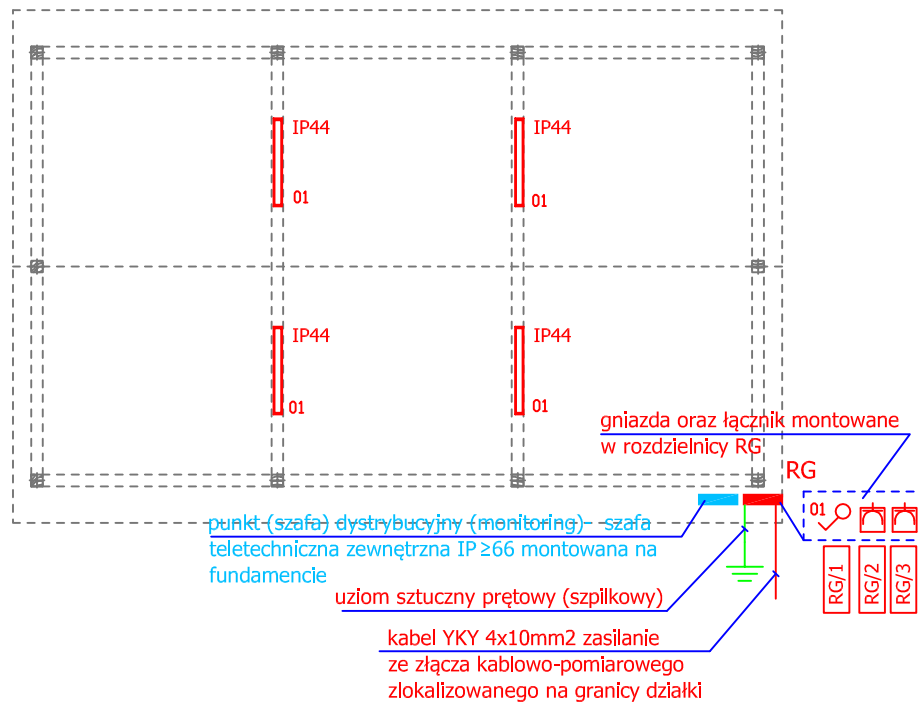 IP44
IP44
01
01
IP44
IP44
01
01
gniazda oraz łącznik montowane
w rozdzielnicy RG
RG
01
punkt (szafa) dystrybucyjny (monitoring)- szafa
teletechniczna zewnętrzna IP≥66 montowana na
fundamencie
RG/1
RG/2
RG/3
uziom sztuczny prętowy (szpilkowy)
kabel YKY 4x10mm2 zasilanie
ze złącza kablowo-pomiarowego
zlokalizowanego na granicy działki